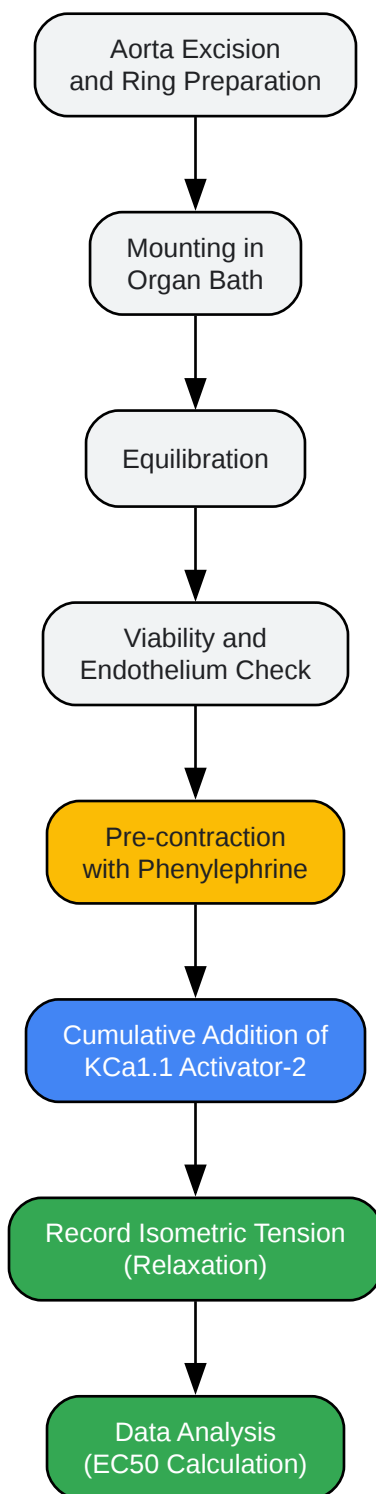 Aorta Excision
and Ring Preparation
Mounting in
Organ Bath
Equilibration
Viability and
Endothelium Check
Pre-contraction
with Phenylephrine
Cumulative Addition of
KCa1.1 Activator-2
Record Isometric Tension
(Relaxation)
Data Analysis
(EC50 Calculation)